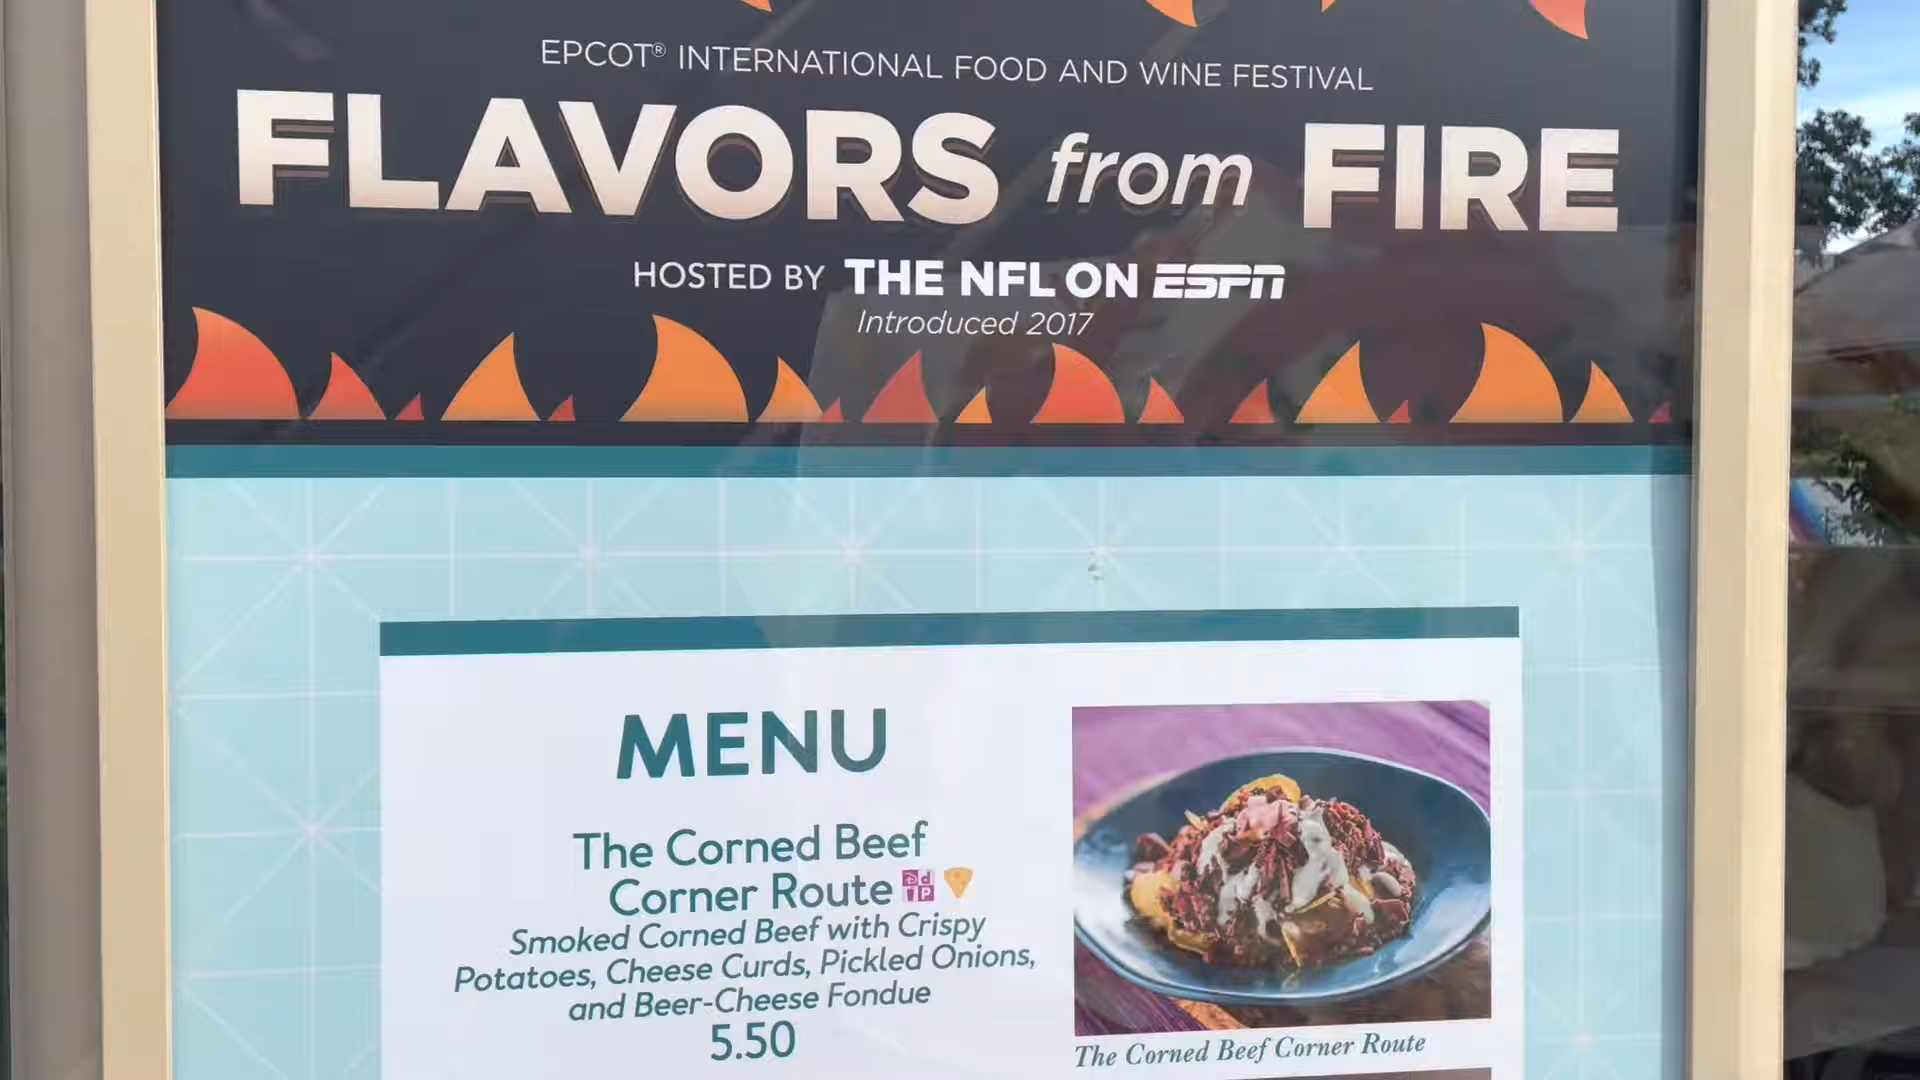 EPCOT® INTERNATIONAL FOOD AND WINE FESTIVAL
FLAVORS from FIRE
HOSTED BY THE NFL ON ESPN
Introduced 2017
MENU
The Corned Beef
Corner Route
Smoked Corned Beef with Crispy
Potatoes, Cheese Curds, Pickled Onions,
and Beer-Cheese Fondue
5.50
The Corned Beef Corner Route